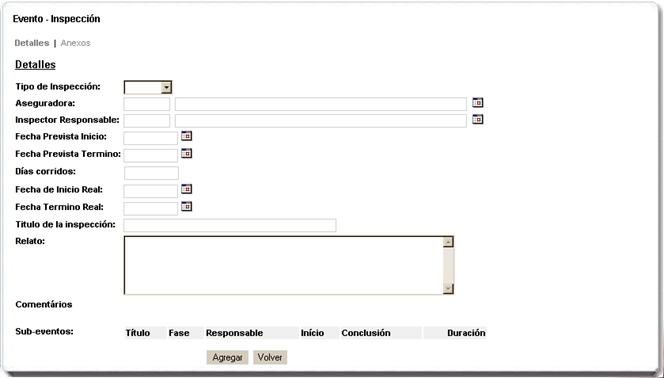 Evento - Inspección
Detalles | Anexos
Detalles
Tipo de Inspección:
Aseguradora:
Inspector Responsable:
Fecha Prevista Inicio:
Fecha Prevista Termino:
Días corridos:
Fecha de Inicio Real:
Fecha Termino Real:
Titulo de la inspección:
Relato:
Comentários
Sub-eventos: Título Fase Responsable Início Conclusión Duración
Agregar Volver